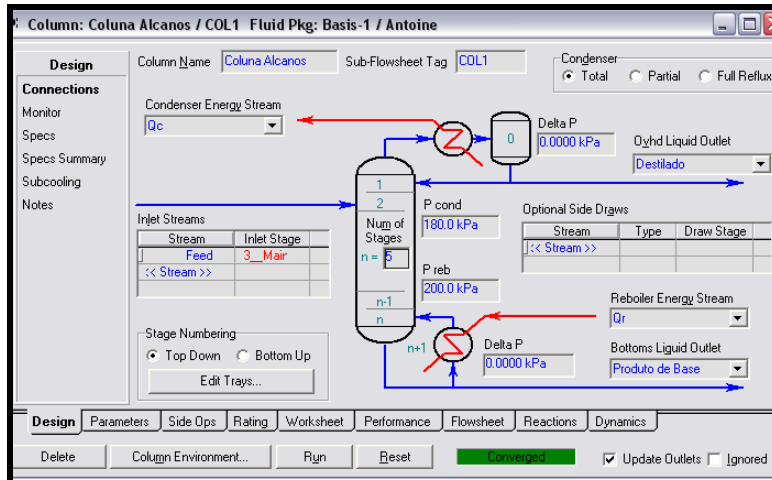 Column: Coluna Alcanos / COL1 Fluid Pkg: Basis-1 / Antoine
Design
Connections
Monitor
Specs
Specs Summary
Subcooling
Notes
Column Name Coluna Alcanos Sub-Flowsheet Tag COL1
Condenser
Total Partial Full Reflux
Condenser Energy Stream
Qc
0
Delta P
0.0000 kPa
Ovhd Liquid Outlet
Destilado
1
2
Num of
Stages
n = 5
n-1
n
n+1
P cond
180.0 kPa
P reb
200.0 kPa
Inlet Streams
Stream Inlet Stage
Feed 3__Mair
<< Stream >>
Optional Side Draws
Stream Type Draw Stage
<< Stream >>
Stage Numbering
Top Down Bottom Up
Edit Trays...
Delta P
0.0000 kPa
Reboiler Energy Stream
Qr
Bottoms Liquid Outlet
Produto de Base
Design Parameters Side Ops Rating Worksheet Performance Flowsheet Reactions Dynamics
Delete Column Environment... Run Reset Converged Update Outlets Ignored